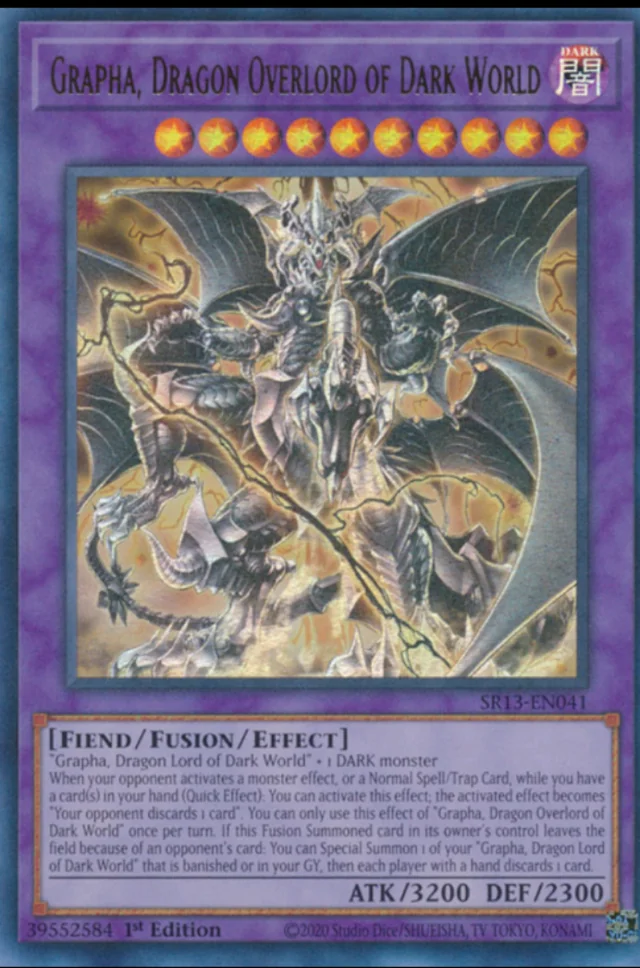 GRAPHA, DRAGON OVERLORD OF DARK WORLD
DARK
闇
SR13-EN041
[FIEND/FUSION/EFFECT]
"Grapha, Dragon Lord of Dark World" + 1 DARK monster
When your opponent activates a monster effect, or a Normal Spell/Trap Card, while you have
a card(s) in your hand (Quick Effect): You can activate this effect; the activated effect becomes
"Your opponent discards 1 card". You can only use this effect of "Grapha, Dragon Overlord of
Dark World" once per turn. If this Fusion Summoned card in its owner's control leaves the
field because of an opponent's card: You can Special Summon 1 of your "Grapha, Dragon Lord
of Dark World" that is banished or in your GY, then each player with a hand discards 1 card.
ATK/3200 DEF/2300
39552584 1st Edition ©2020 Studio Dice/SHUEISHA, TV TOKYO, KONAMI